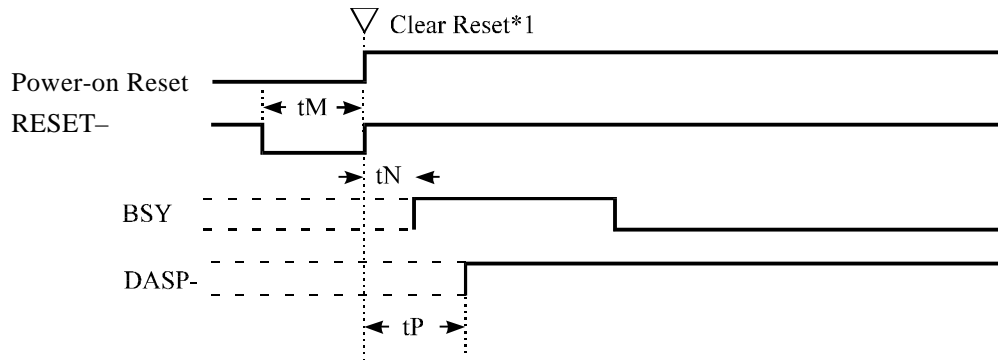 Clear Reset*1
Power-on Reset
tM
RESET–
tN
BSY
DASP-
tP